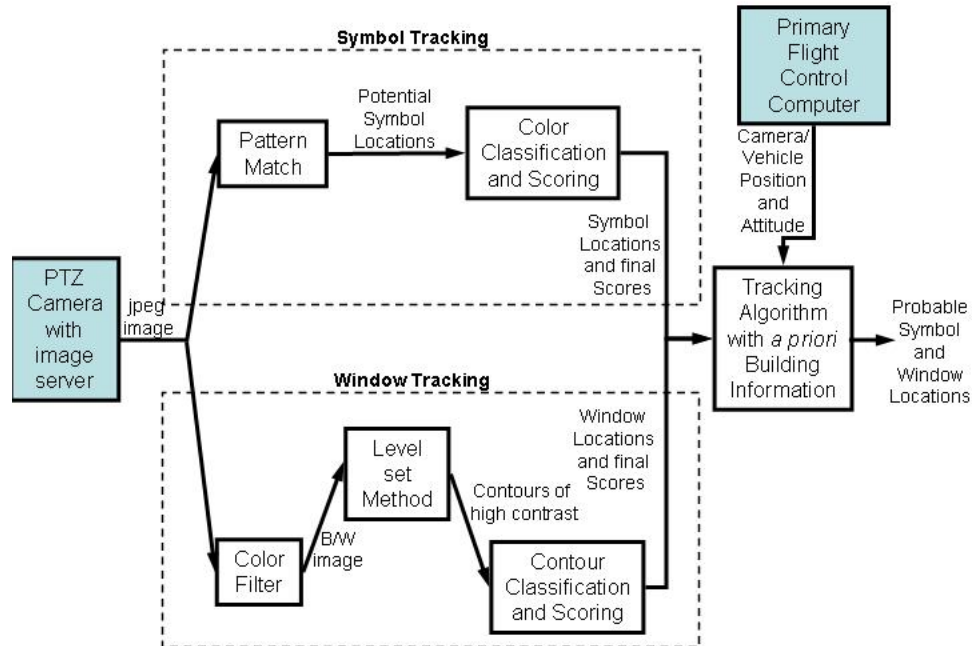 Symbol Tracking
Primary
Flight
Control
Computer
Potential
Symbol
Locations
Pattern
Match
Color
Classification
and Scoring
Camera/
Vehicle
Position
and
Attitude
Symbol
Locations
and final
Scores
PTZ
Camera
with
image
server
jpeg
image
Tracking
Algorithm
with a priori
Building
Information
Probable
Symbol
and
Window
Locations
Window Tracking
Window
Locations
and final
Scores
Level
set
Method
Contours of
high contrast
B/W
image
Color
Filter
Contour
Classification
and Scoring